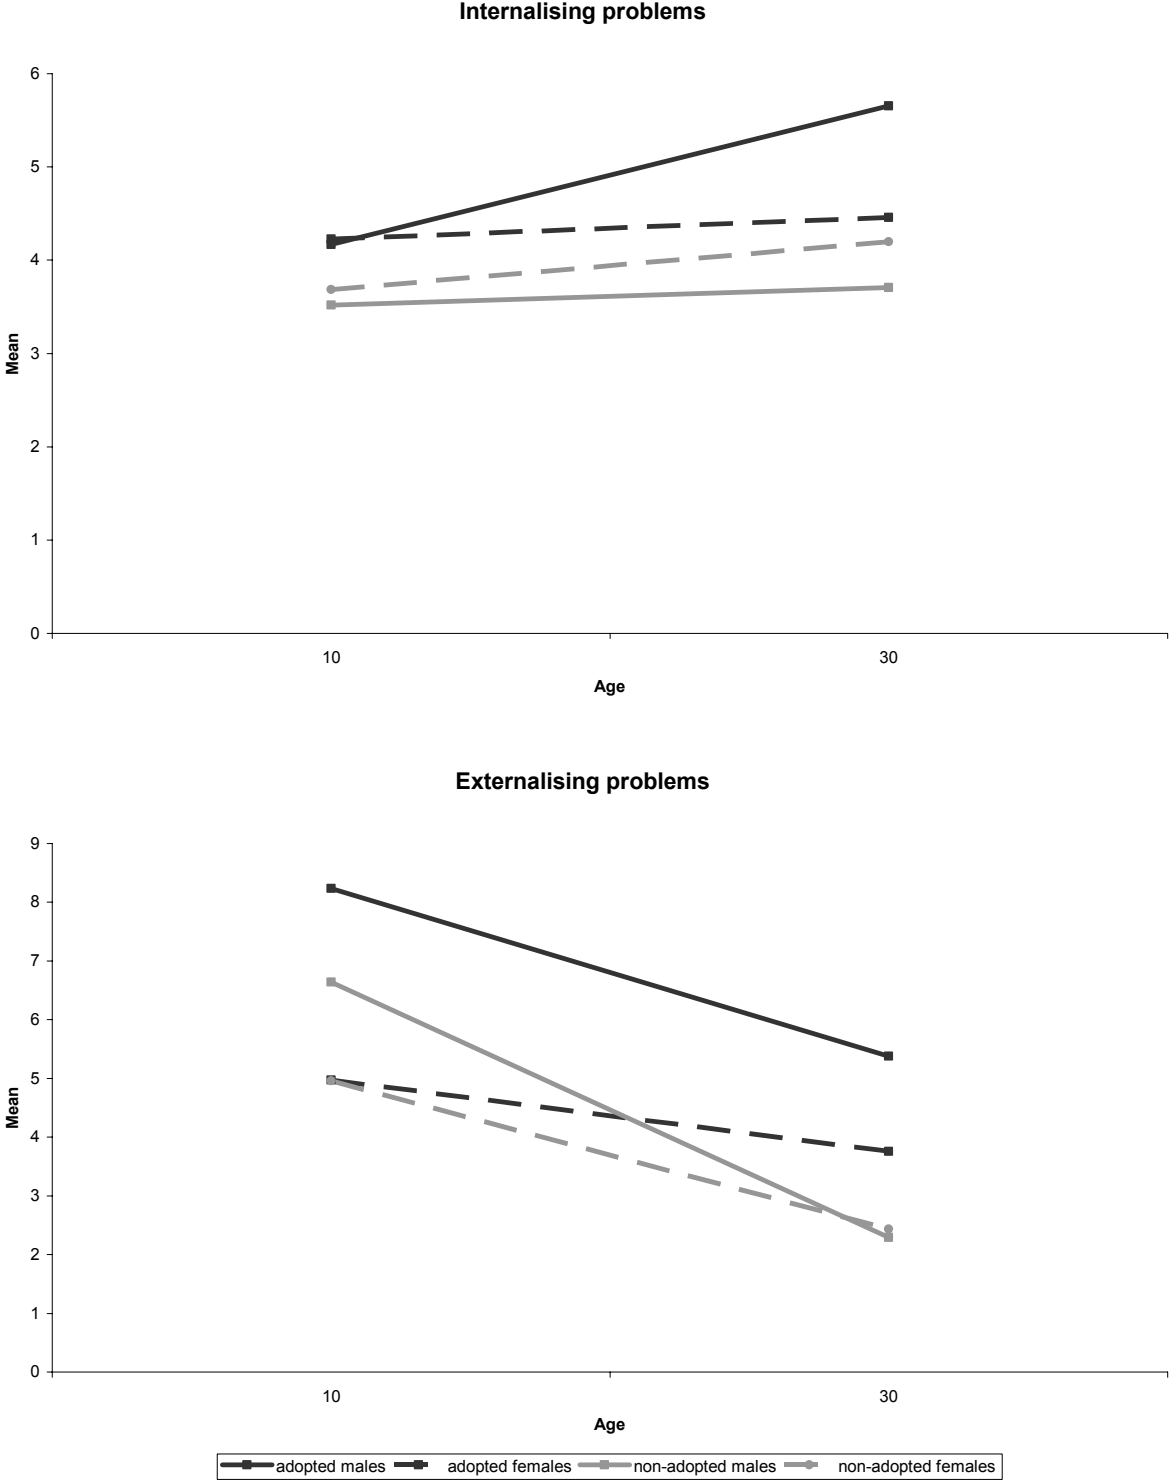 Internalising problems
6
5
4
3
2
1
0
Mean
10 30
Age
Externalising problems
9
8
7
6
5
4
3
2
1
0
Mean
10 30
Age
adopted males adopted females non-adopted males non-adopted females